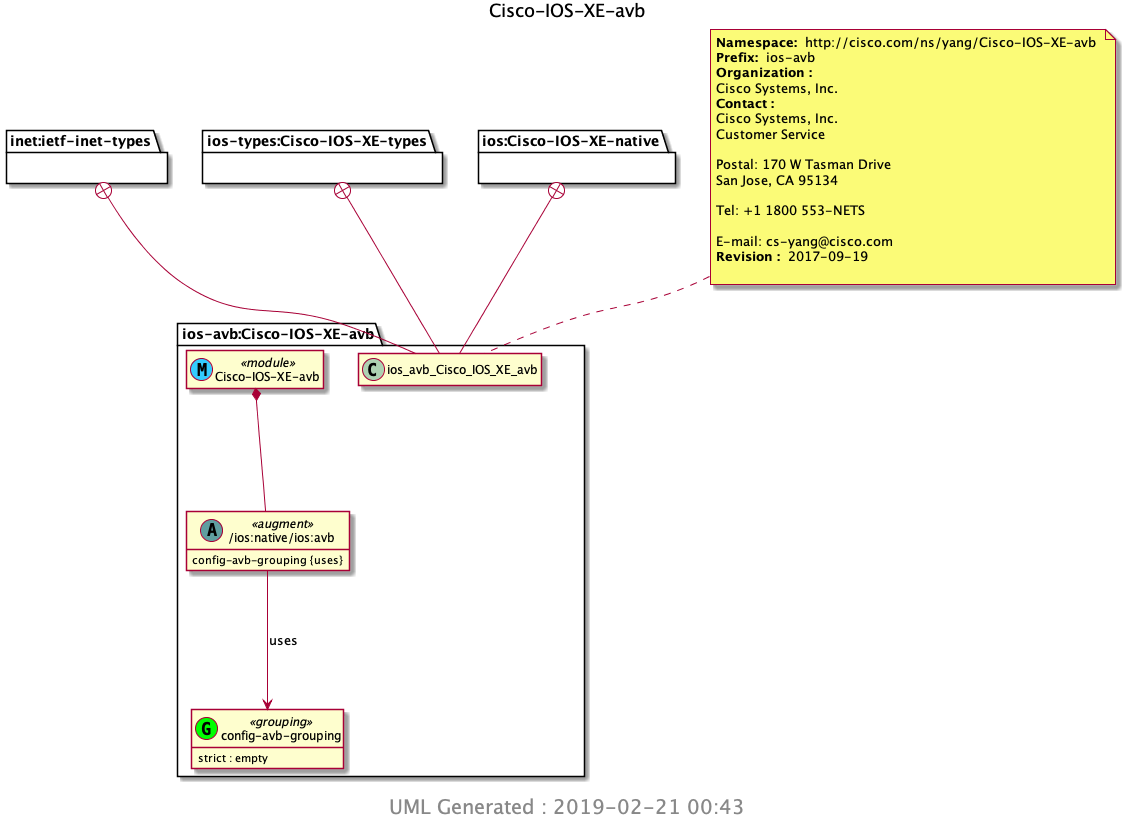 Cisco-IOS-XE-avb
Namespace: http://cisco.com/ns/yang/Cisco-IOS-XE-avb
Prefix: ios-avb
Organization :
Cisco Systems, Inc.
Contact :
Cisco Systems, Inc.
Customer Service
Postal: 170 W Tasman Drive
San Jose, CA 95134
Tel: +1 1800 553-NETS
E-mail: cs-yang@cisco.com
Revision : 2017-09-19
inet:ietf-inet-types
ios-types:Cisco-IOS-XE-types
ios:Cisco-IOS-XE-native
ios-avb:Cisco-IOS-XE-avb
M
«module»
Cisco-IOS-XE-avb
C
ios_avb_Cisco_IOS_XE_avb
A
«augment»
/ios:native/ios:avb
config-avb-grouping {uses}
uses
G
«grouping»
config-avb-grouping
strict : empty
UML Generated : 2019-02-21 00:43